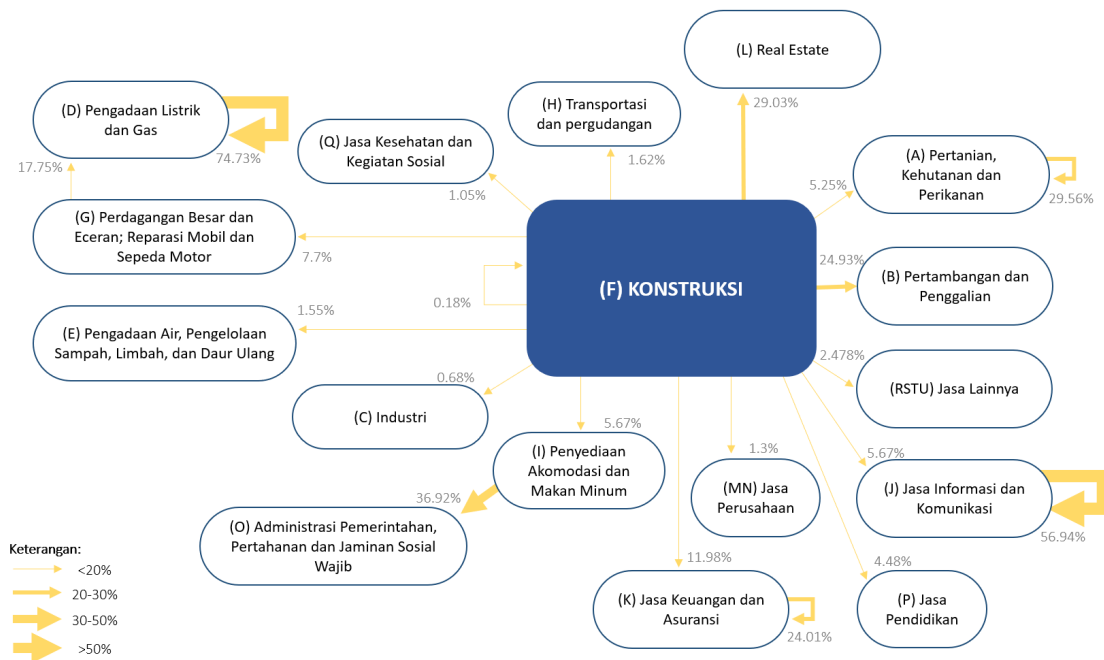 (L) Real Estate
29.03%
(D) Pengadaan Listrik
dan Gas
74.73%
17.75%
(H) Transportasi
dan pergudangan
1.62%
(Q) Jasa Kesehatan dan
Kegiatan Sosial
1.05%
(A) Pertanian,
Kehutanan dan
Perikanan
5.25%
29.56%
(G) Perdagangan Besar dan
Eceran; Reparasi Mobil dan
Sepeda Motor
7.7%
(F) KONSTRUKSI
0.18%
24.93%
(B) Pertambangan dan
Penggalian
1.55%
(E) Pengadaan Air, Pengelolaan
Sampah, Limbah, dan Daur Ulang
2.478%
(RSTU) Jasa Lainnya
0.68%
(C) Industri
5.67%
(I) Penyediaan
Akomodasi dan
Makan Minum
1.3%
(MN) Jasa
Perusahaan
5.67%
(J) Jasa Informasi dan
Komunikasi
56.94%
36.92%
(O) Administrasi Pemerintahan,
Pertahanan dan Jaminan Sosial
Wajib
11.98%
(K) Jasa Keuangan dan
Asuransi
24.01%
4.48%
(P) Jasa
Pendidikan
Keterangan:
<20%
20-30%
30-50%
>50%